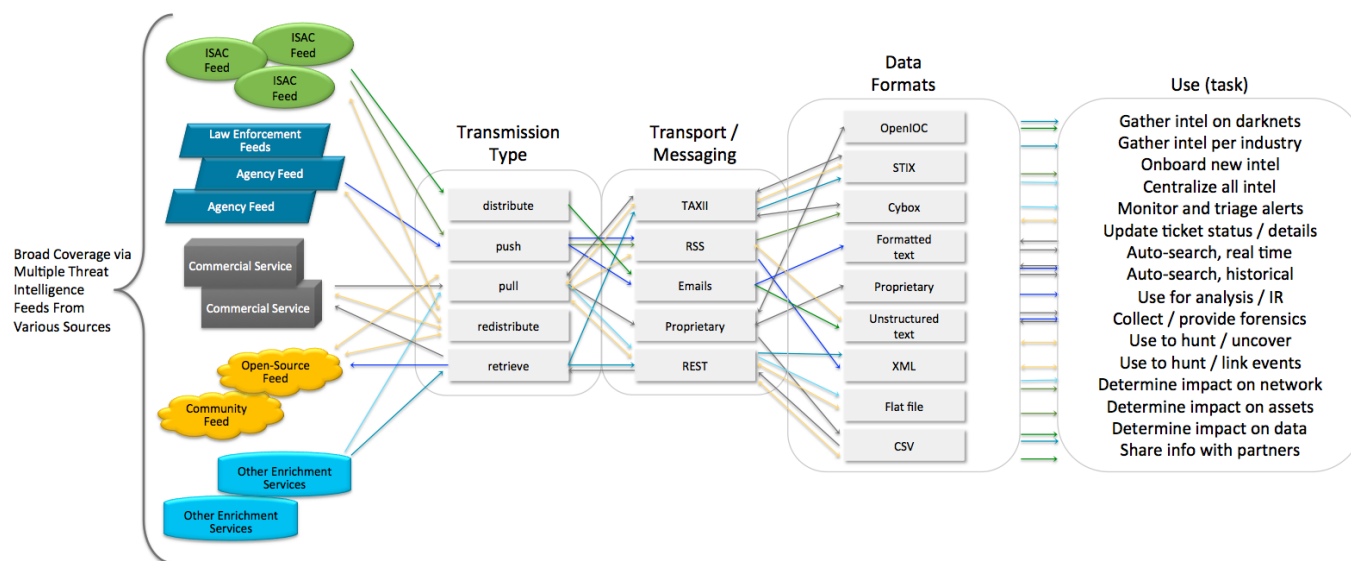 Broad Coverage via
Multiple Threat
Intelligence
Feeds From
Various Sources
ISAC
Feed
ISAC
Feed
ISAC
Feed
Law Enforcement
Feeds
Agency Feed
Agency Feed
Commercial Service
Commercial Service
Open-Source
Feed
Community
Feed
Other Enrichment
Services
Other Enrichment
Services
Transmission
Type
distribute
push
pull
redistribute
retrieve
Transport /
Messaging
TAXII
RSS
Emails
Proprietary
REST
Data
Formats
OpenIOC
STIX
Cybox
Formatted
text
Proprietary
Unstructured
text
XML
Flat file
CSV
Use (task)
Gather intel on darknets
Gather intel per industry
Onboard new intel
Centralize all intel
Monitor and triage alerts
Update ticket status / details
Auto-search, real time
Auto-search, historical
Use for analysis / IR
Collect / provide forensics
Use to hunt / uncover
Use to hunt / link events
Determine impact on network
Determine impact on assets
Determine impact on data
Share info with partners